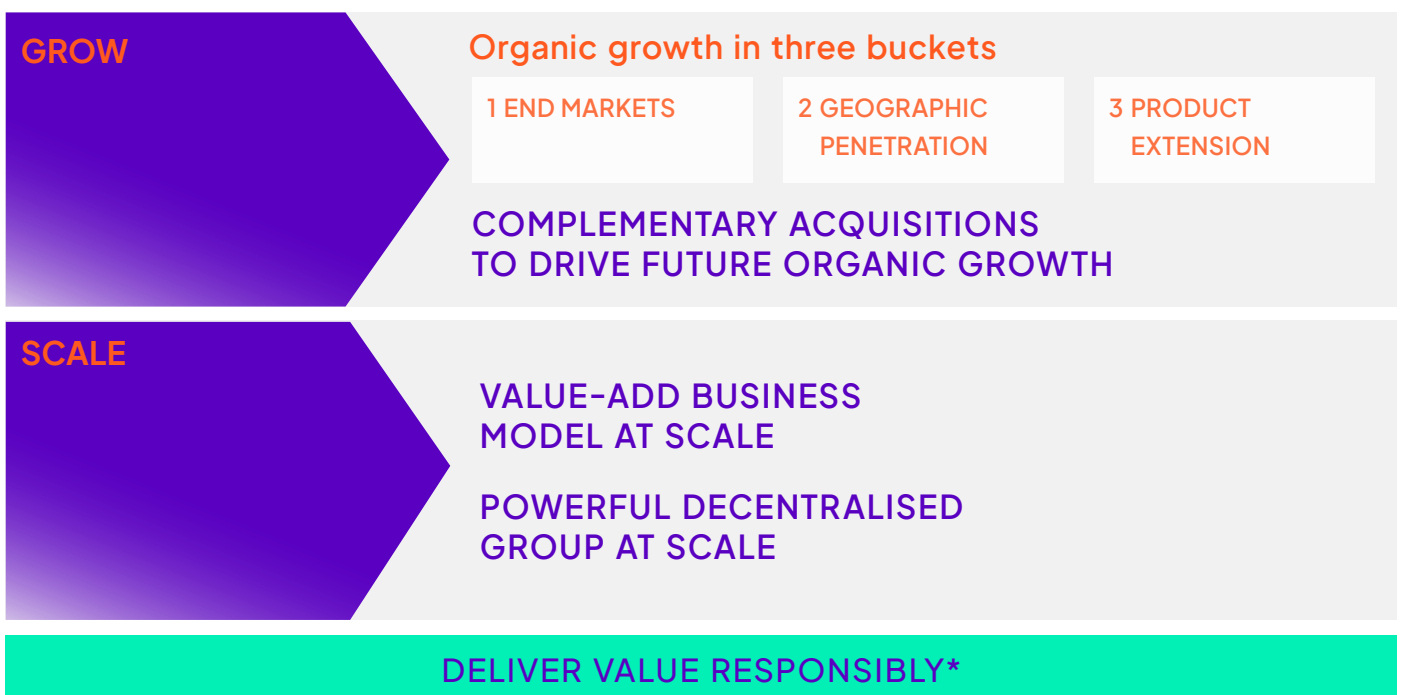 GROW
Organic growth in three buckets
1 END MARKETS
2 GEOGRAPHIC
PENETRATION
3 PRODUCT
EXTENSION
COMPLEMENTARY ACQUISITIONS
TO DRIVE FUTURE ORGANIC GROWTH
SCALE
VALUE-ADD BUSINESS
MODEL AT SCALE
POWERFUL DECENTRALISED
GROUP AT SCALE
DELIVER VALUE RESPONSIBLY*